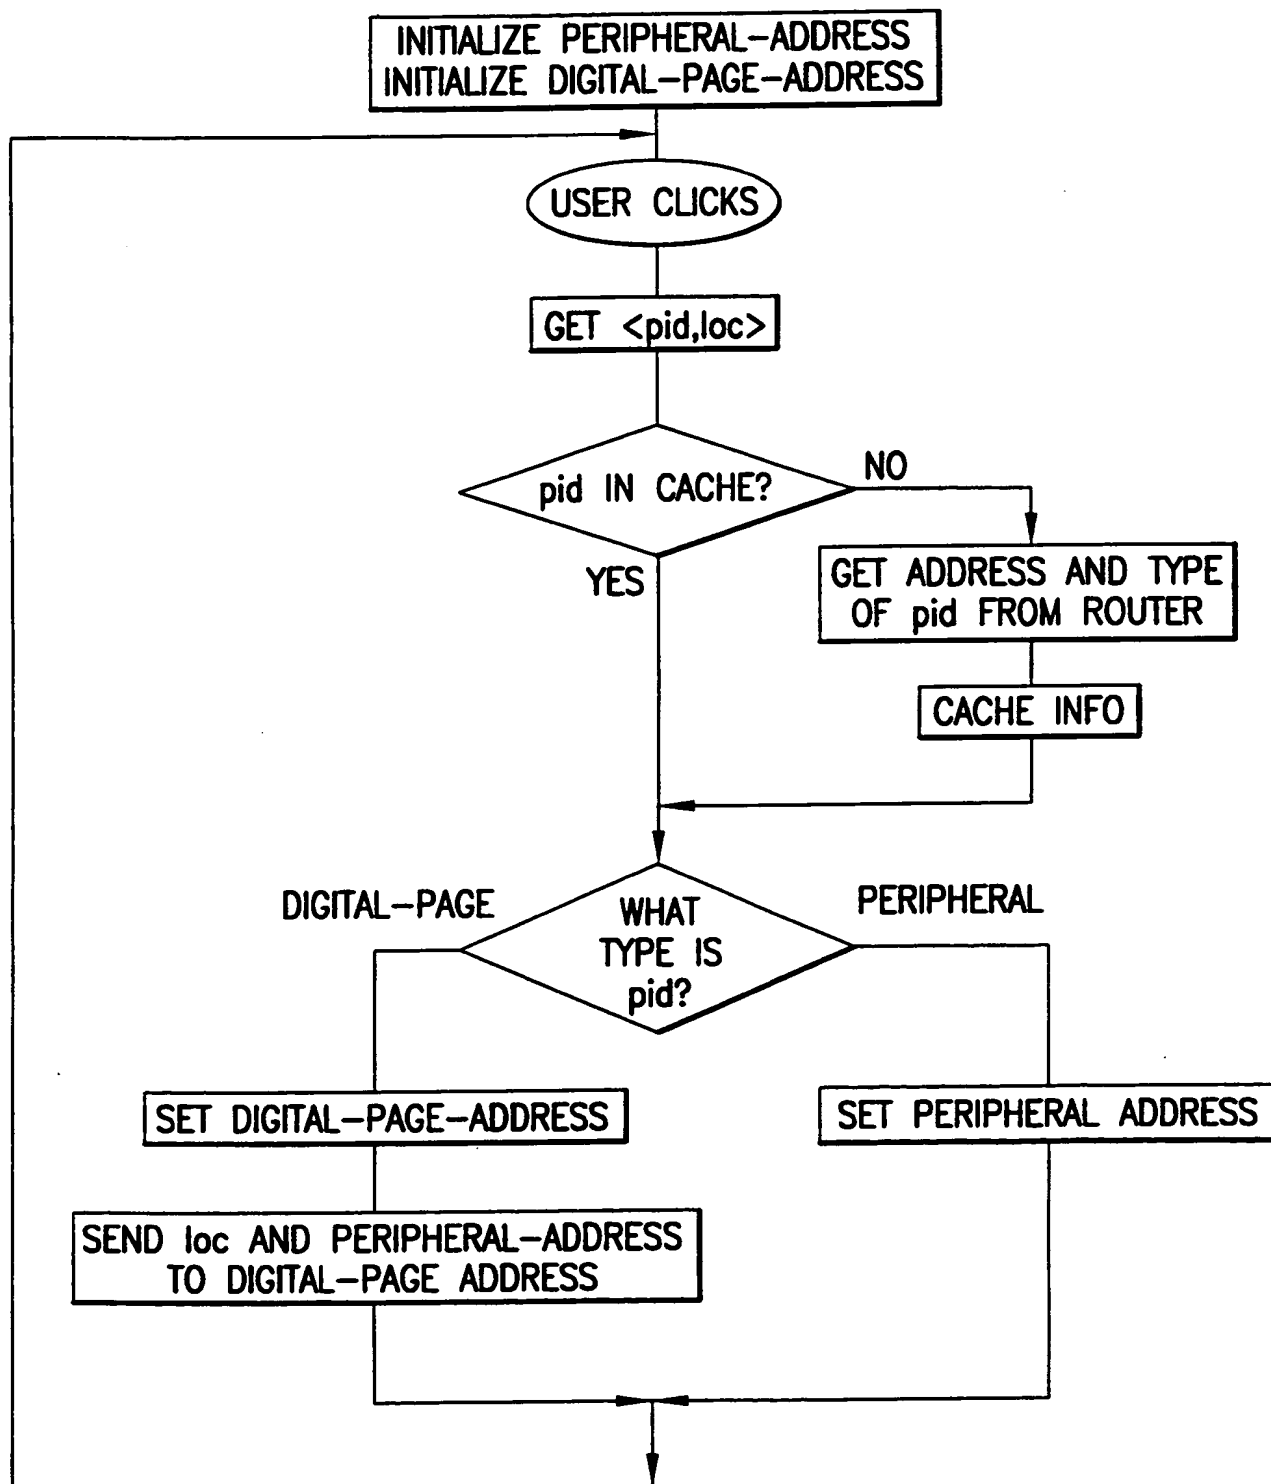 INITIALIZE PERIPHERAL-ADDRESS
INITIALIZE DIGITAL-PAGE-ADDRESS
USER CLICKS
GET <pid,loc>
pid IN CACHE?
NO
YES
GET ADDRESS AND TYPE
OF pid FROM ROUTER
CACHE INFO
DIGITAL-PAGE
WHAT
TYPE IS
pid?
PERIPHERAL
SET DIGITAL-PAGE-ADDRESS
SET PERIPHERAL ADDRESS
SEND loc AND PERIPHERAL-ADDRESS
TO DIGITAL-PAGE ADDRESS